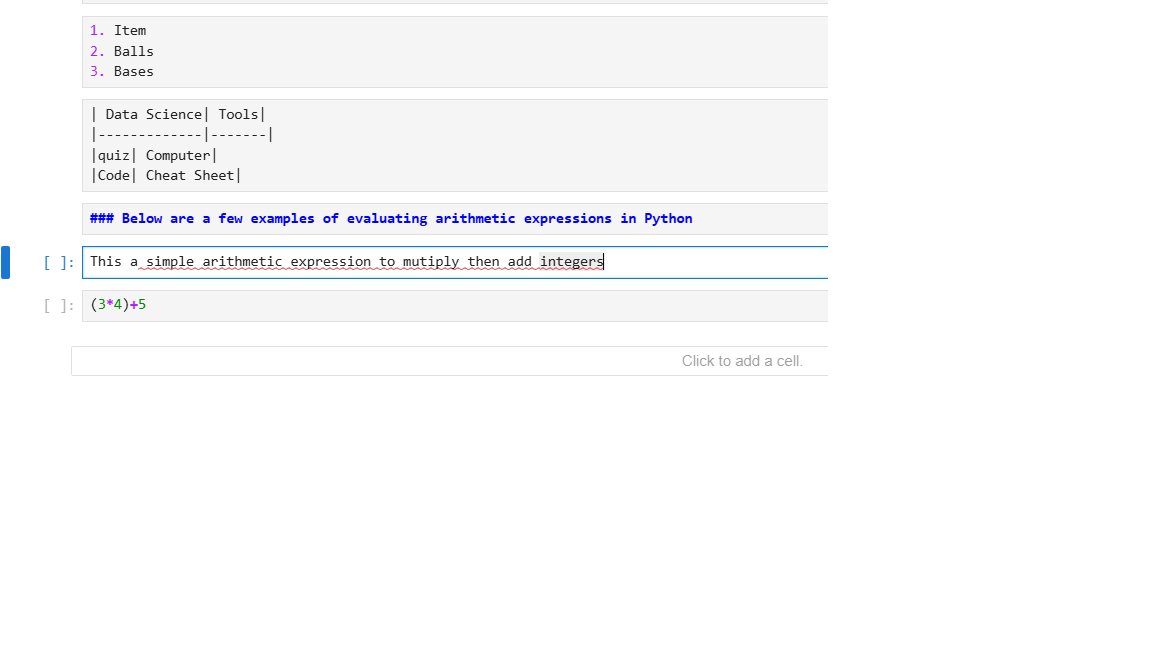 1. Item
2. Balls
3. Bases
| Data Science| Tools|
|-------------|-------|
|quiz| Computer|
|Code| Cheat Sheet|
### Below are a few examples of evaluating arithmetic expressions in Python
[ ]: This a simple arithmetic expression to mutiply then add integers
[ ]: (3*4)+5
Click to add a cell.